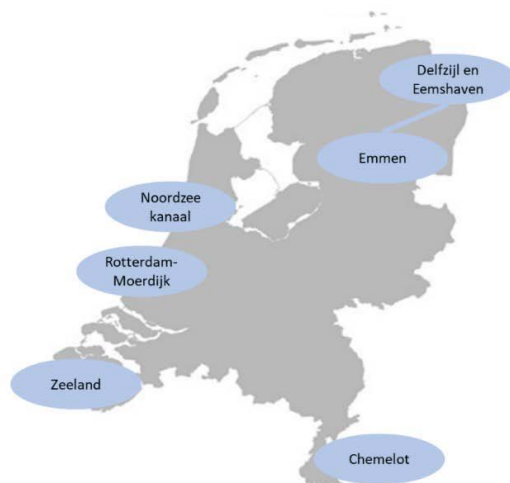 Delfzijl en
Eemshaven
Emmen
Noordzee
kanaal
Rotterdam-
Moerdijk
Zeeland
Chemelot